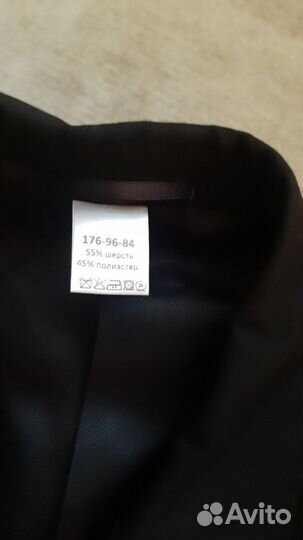 176-96-84
55% шерсть
45% полиэстер
Avito